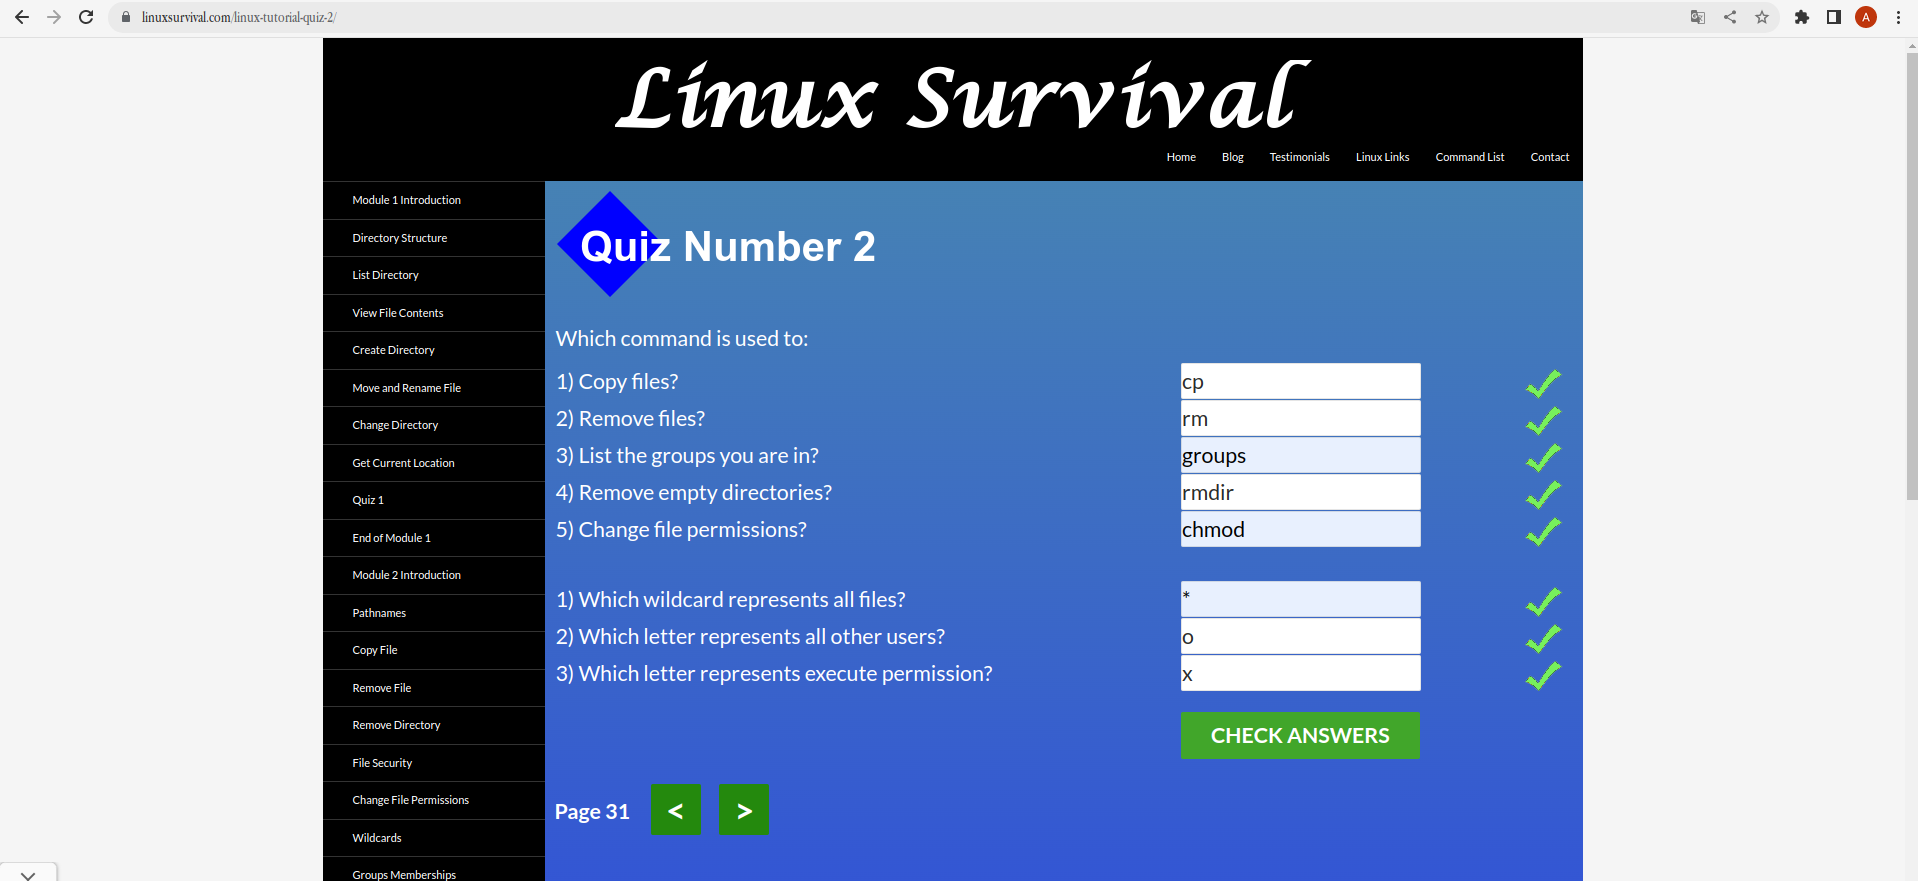 linuxsurvival.com/linux-tutorial-quiz-2/
A
Linux Survival
Home Blog Testimonials Linux Links Command List Contact
Module 1 Introduction
Directory Structure
List Directory
View File Contents
Create Directory
Move and Rename File
Change Directory
Get Current Location
Quiz 1
End of Module 1
Module 2 Introduction
Pathnames
Copy File
Remove File
Remove Directory
File Security
Change File Permissions
Wildcards
Groups Memberships
Quiz Number 2
Which command is used to:
1) Copy files? cp
2) Remove files? rm
3) List the groups you are in? groups
4) Remove empty directories? rmdir
5) Change file permissions? chmod
1) Which wildcard represents all files? *
2) Which letter represents all other users? o
3) Which letter represents execute permission? x
CHECK ANSWERS
Page 31 < >